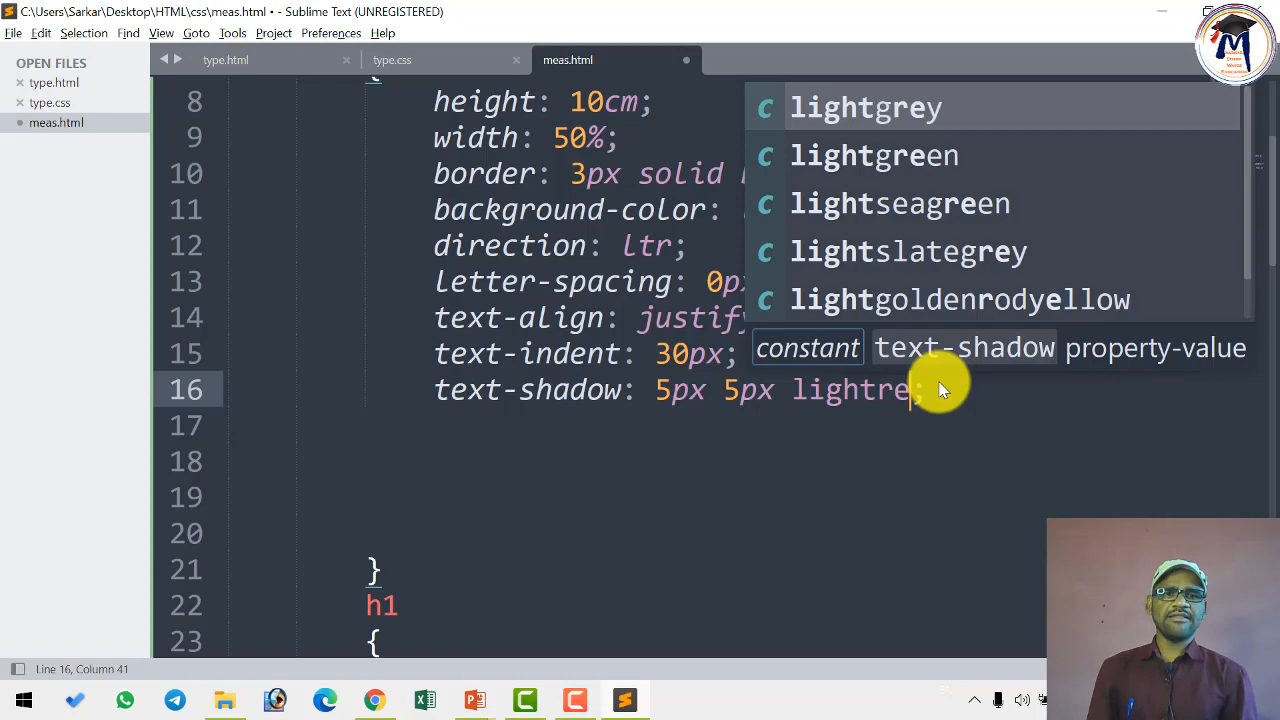 C:\Users\Sarkar\Desktop\HTML\css\meas.html • - Sublime Text (UNREGISTERED)
File Edit Selection Find View Goto Tools Project Preferences Help
OPEN FILES
type.html
type.css
meas.html
type.html
type.css
meas.html
M
{
8 height: 10cm;
9 width: 50%;
10 border: 3px solid
11 background-color:
12 direction: ltr;
13 letter-spacing: 0px
14 text-align: justify
15 text-indent: 30px;
16 text-shadow: 5px 5px lightre;
17
18
19
20
21 }
22 h1
23 {
c lightgrey
c lightgreen
c lightseagreen
c lightslategrey
c lightgoldenrodyellow
constant text-shadow property-value
Line 16, Column 41